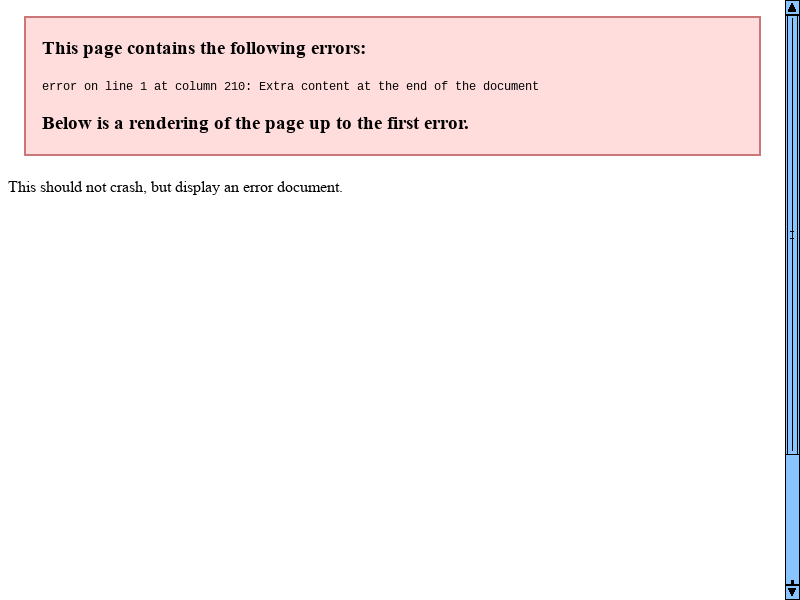 This page contains the following errors:
error on line 1 at column 210: Extra content at the end of the document
Below is a rendering of the page up to the first error.
This should not crash, but display an error document.